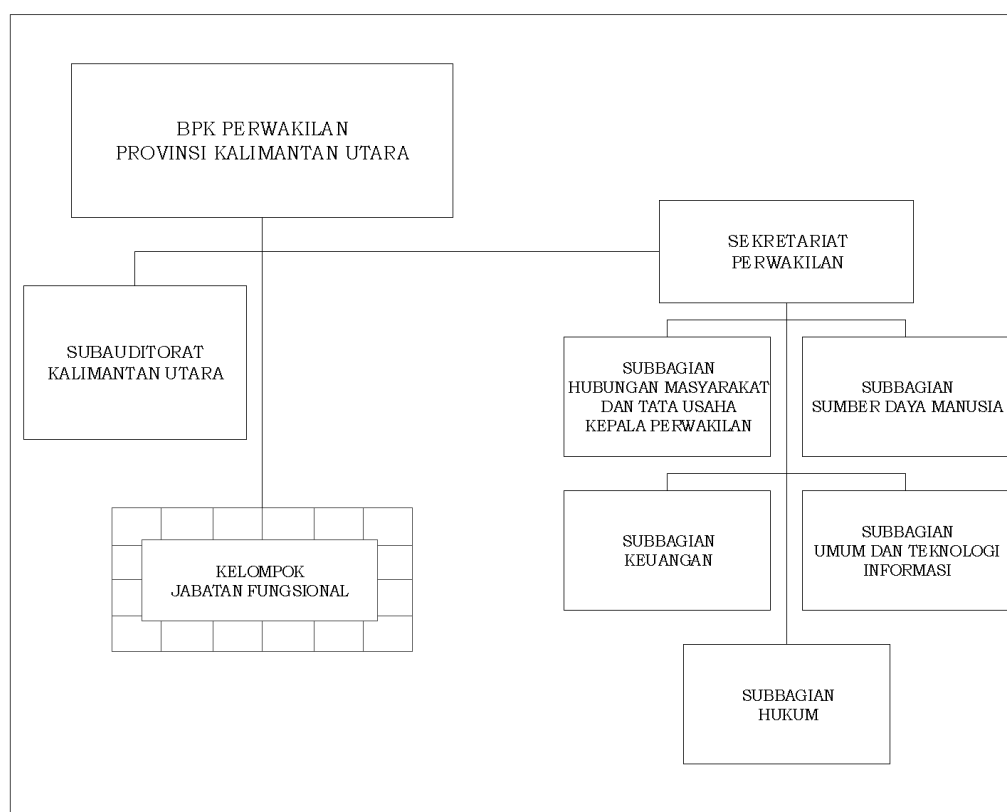 BPK PERWAKILAN
PROVINSI KALIMANTAN UTARA
SEKRETARIAT
PERWAKILAN
SUBAUDITORAT
KALIMANTAN UTARA
SUBBAGIAN
HUBUNGAN MASYARAKAT
DAN TATA USAHA
KEPALA PERWAKILAN
SUBBAGIAN
SUMBER DAYA MANUSIA
SUBBAGIAN
KEUANGAN
SUBBAGIAN
UMUM DAN TEKNOLOGI
INFORMASI
KELOMPOK
JABATAN FUNGSIONAL
SUBBAGIAN
HUKUM